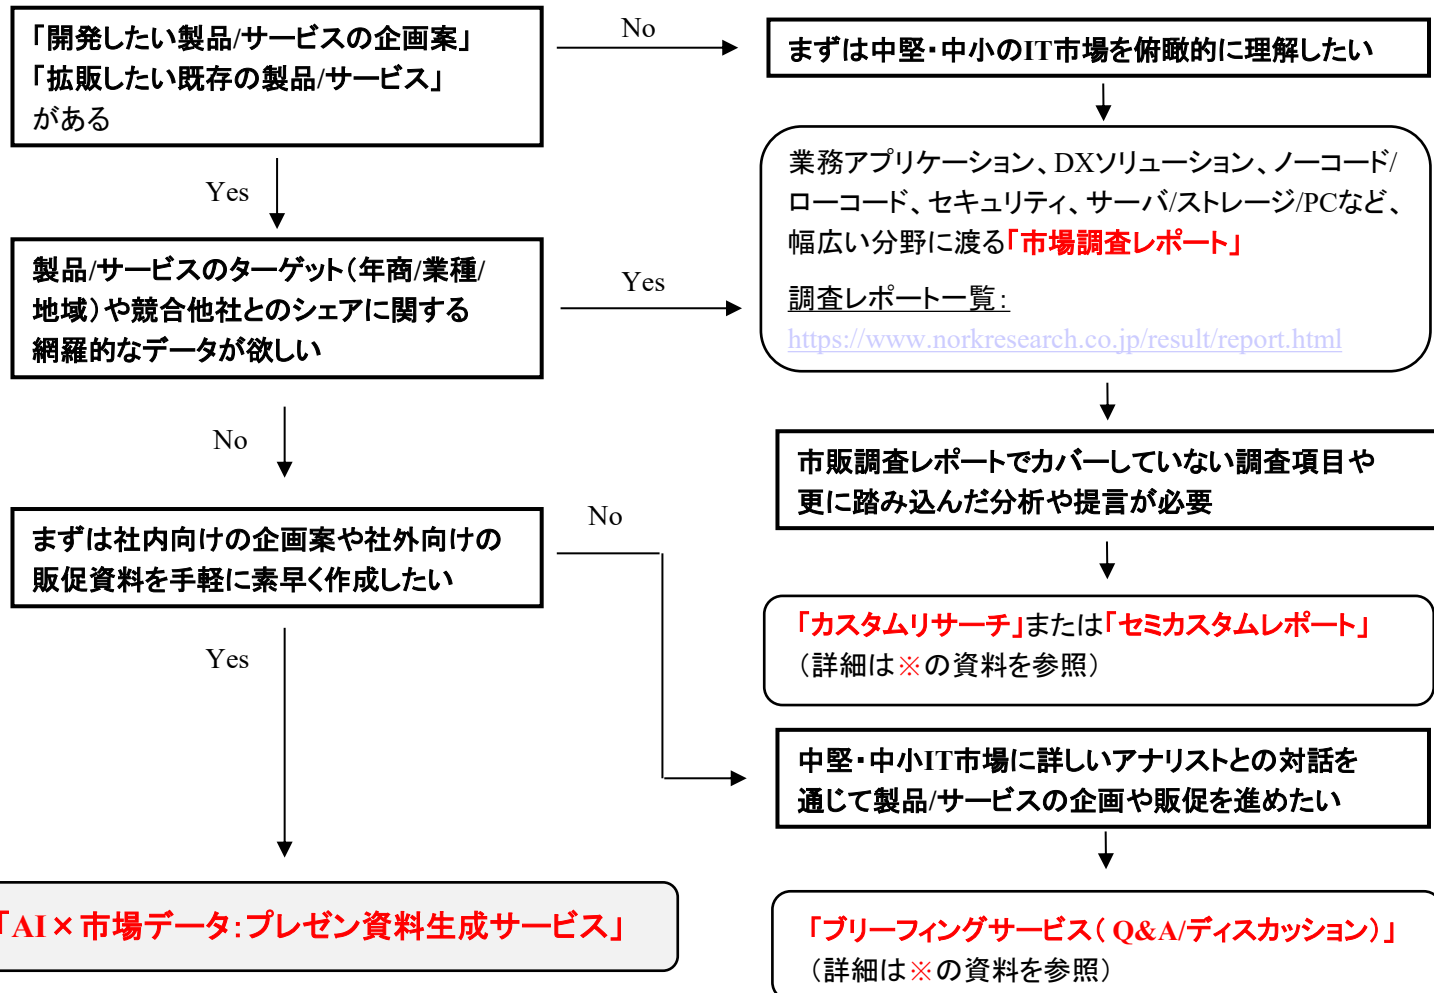 「開発したい製品/サービスの企画案」
「拡販したい既存の製品/サービス」
がある
No
まずは中堅・中小のIT市場を俯瞰的に理解したい
Yes
業務アプリケーション、DXソリューション、ノーコード/
ローコード、セキュリティ、サーバ/ストレージ/PCなど、
幅広い分野に渡る「市場調査レポート」
調査レポート一覧：
https://www.norkresearch.co.jp/result/report.html
製品/サービスのターゲット（年商/業種/
地域）や競合他社とのシェアに関する
網羅的なデータが欲しい
Yes
No
市販調査レポートでカバーしていない調査項目や
更に踏み込んだ分析や提言が必要
まずは社内向けの企画案や社外向けの
販促資料を手軽に素早く作成したい
No
「カスタムリサーチ」または「セミカスタムレポート」
（詳細は※の資料を参照）
Yes
中堅・中小IT市場に詳しいアナリストとの対話を
通じて製品/サービスの企画や販促を進めたい
「AI×市場データ：プレゼン資料生成サービス」
「ブリーフィングサービス（Q&A/ディスカッション）」
（詳細は※の資料を参照）